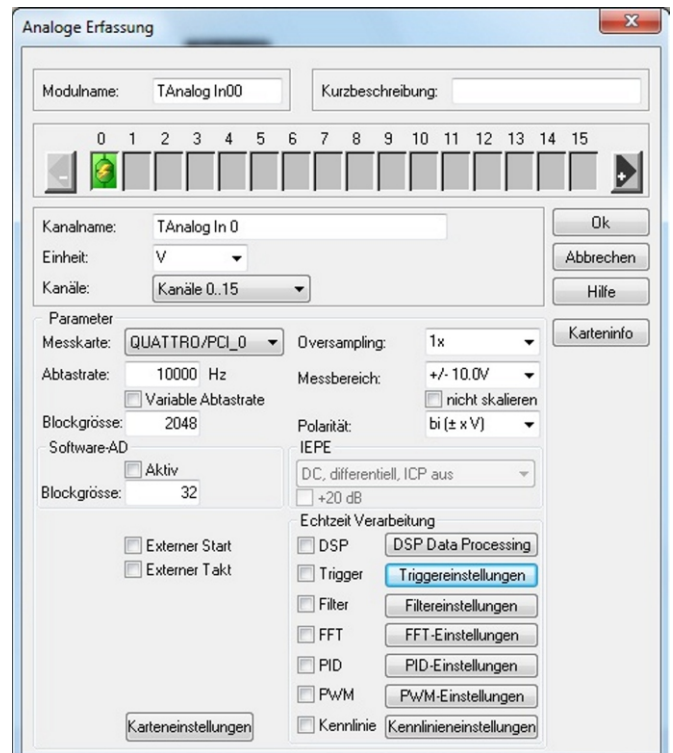 Analoge Erfassung
Modulname: TAnalog In00 Kurzbeschreibung:
0 1 2 3 4 5 6 7 8 9 10 11 12 13 14 15
- +
Kanalname: TAnalog In 0 Ok
Einheit: V Abbrechen
Kanäle: Kanäle 0..15 Hilfe
Parameter Karteninfo
Messkarte: QUATTRO/PCI_0 Oversampling: 1x
Abtastrate: 10000 Hz Messbereich: +/- 10.0V
Variable Abtastrate nicht skalieren
Blockgrösse: 2048 Polarität: bi (± x V)
Software-AD IEPE
Aktiv DC, differentiell, ICP aus
Blockgrösse: 32 +20 dB
Echtzeit Verarbeitung
Externer Start DSP DSP Data Processing
Externer Takt Trigger Triggereinstellungen
Filter Filtereinstellungen
FFT FFT-Einstellungen
PID PID-Einstellungen
PWM PWM-Einstellungen
Karteneinstellungen Kennlinie Kennlinieneinstellungen